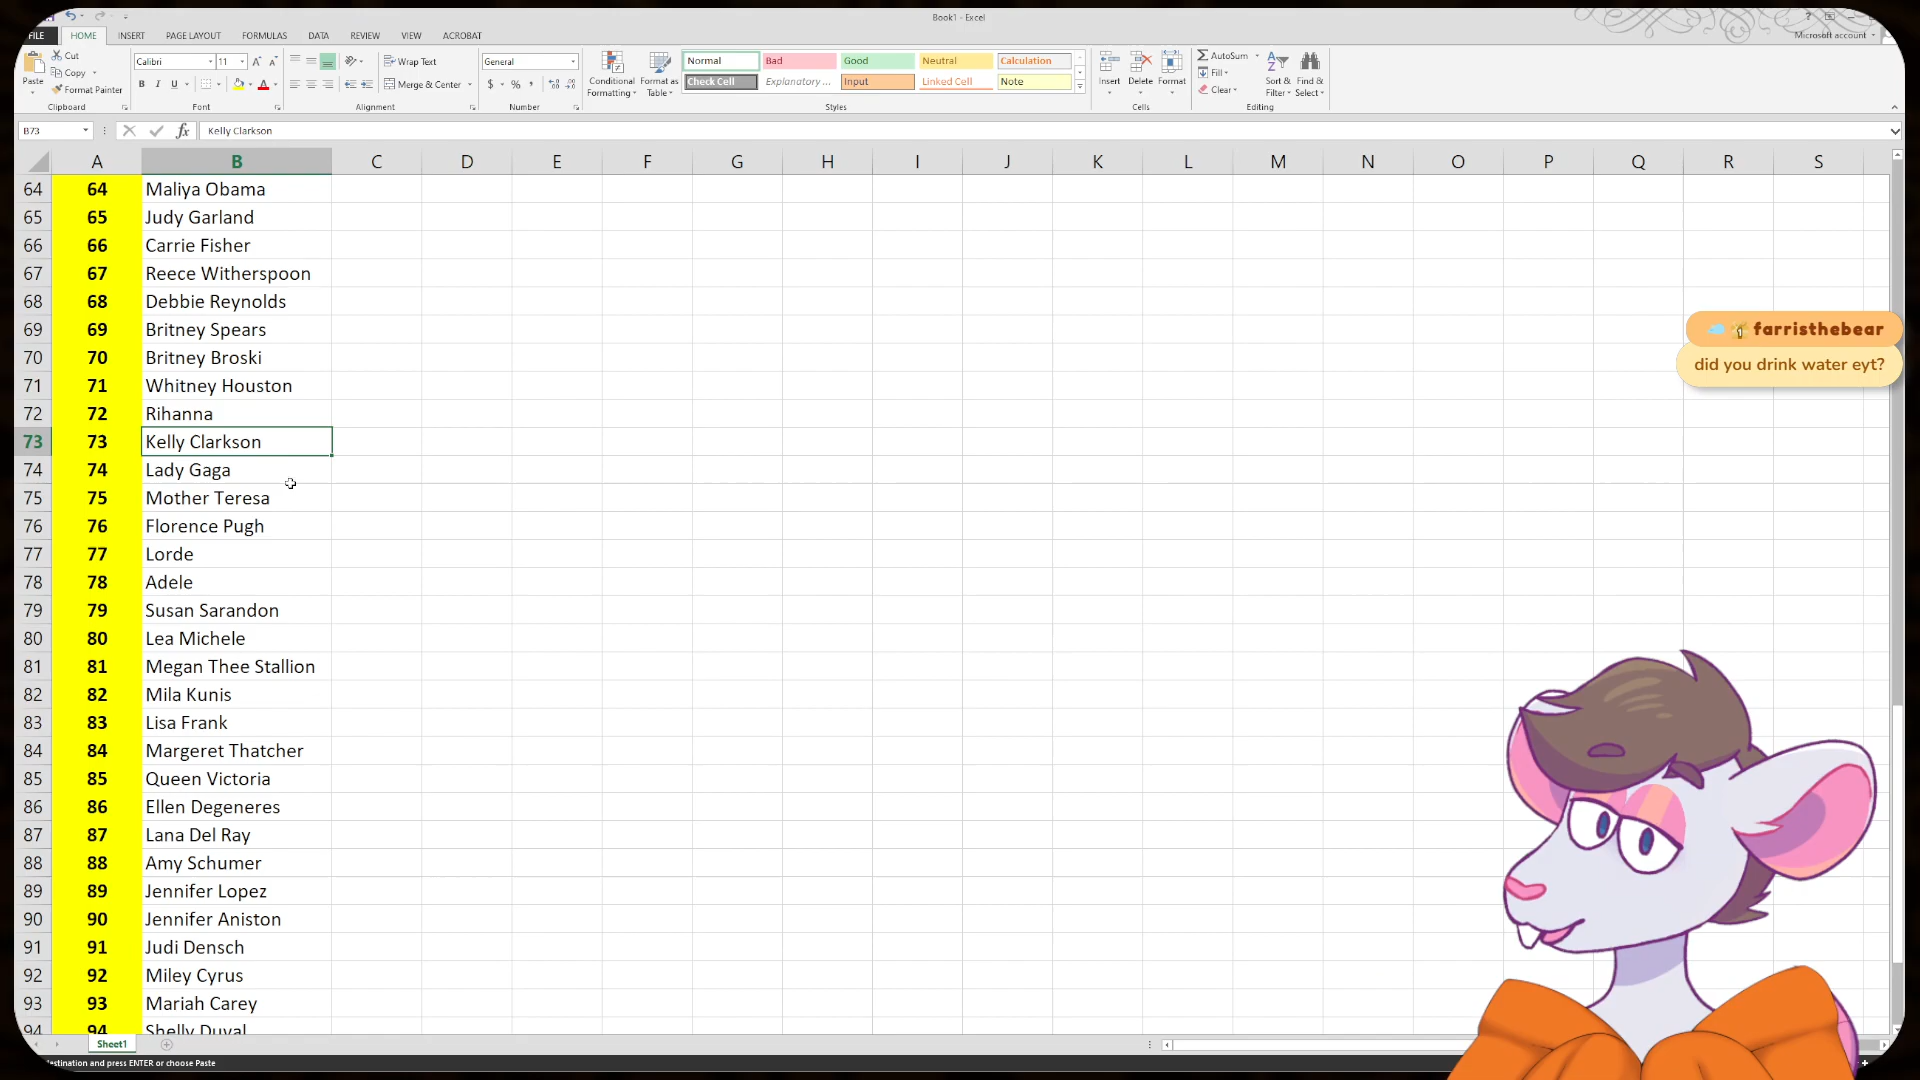 Book1 - Excel
Microsoft account
FILE HOME INSERT PAGE LAYOUT FORMULAS DATA REVIEW VIEW ACROBAT
Paste
Cut
Copy
Format Painter
Clipboard
Calibri 11
B I U
Font
Wrap Text
Merge & Center
Alignment
General
$ % ,
Number
Conditional Formatting
Format as Table
Normal Bad Good Neutral Calculation
Check Cell Explanatory ... Input Linked Cell Note
Styles
Insert Delete Format
Cells
AutoSum
Fill
Clear
Sort & Filter
Find & Select
Editing
B73 fx Kelly Clarkson
A B C D E F G H I J K L M N O P Q R S
64 64 Maliya Obama
65 65 Judy Garland
66 66 Carrie Fisher
67 67 Reece Witherspoon
68 68 Debbie Reynolds
69 69 Britney Spears
70 70 Britney Broski
71 71 Whitney Houston
72 72 Rihanna
73 73 Kelly Clarkson
74 74 Lady Gaga
75 75 Mother Teresa
76 76 Florence Pugh
77 77 Lorde
78 78 Adele
79 79 Susan Sarandon
80 80 Lea Michele
81 81 Megan Thee Stallion
82 82 Mila Kunis
83 83 Lisa Frank
84 84 Margeret Thatcher
85 85 Queen Victoria
86 86 Ellen Degeneres
87 87 Lana Del Ray
88 88 Amy Schumer
89 89 Jennifer Lopez
90 90 Jennifer Aniston
91 91 Judi Densch
92 92 Miley Cyrus
93 93 Mariah Carey
94 94 Shelly Duval
farristhebear
did you drink water eyt?
Sheet1
estination and press ENTER or choose Paste